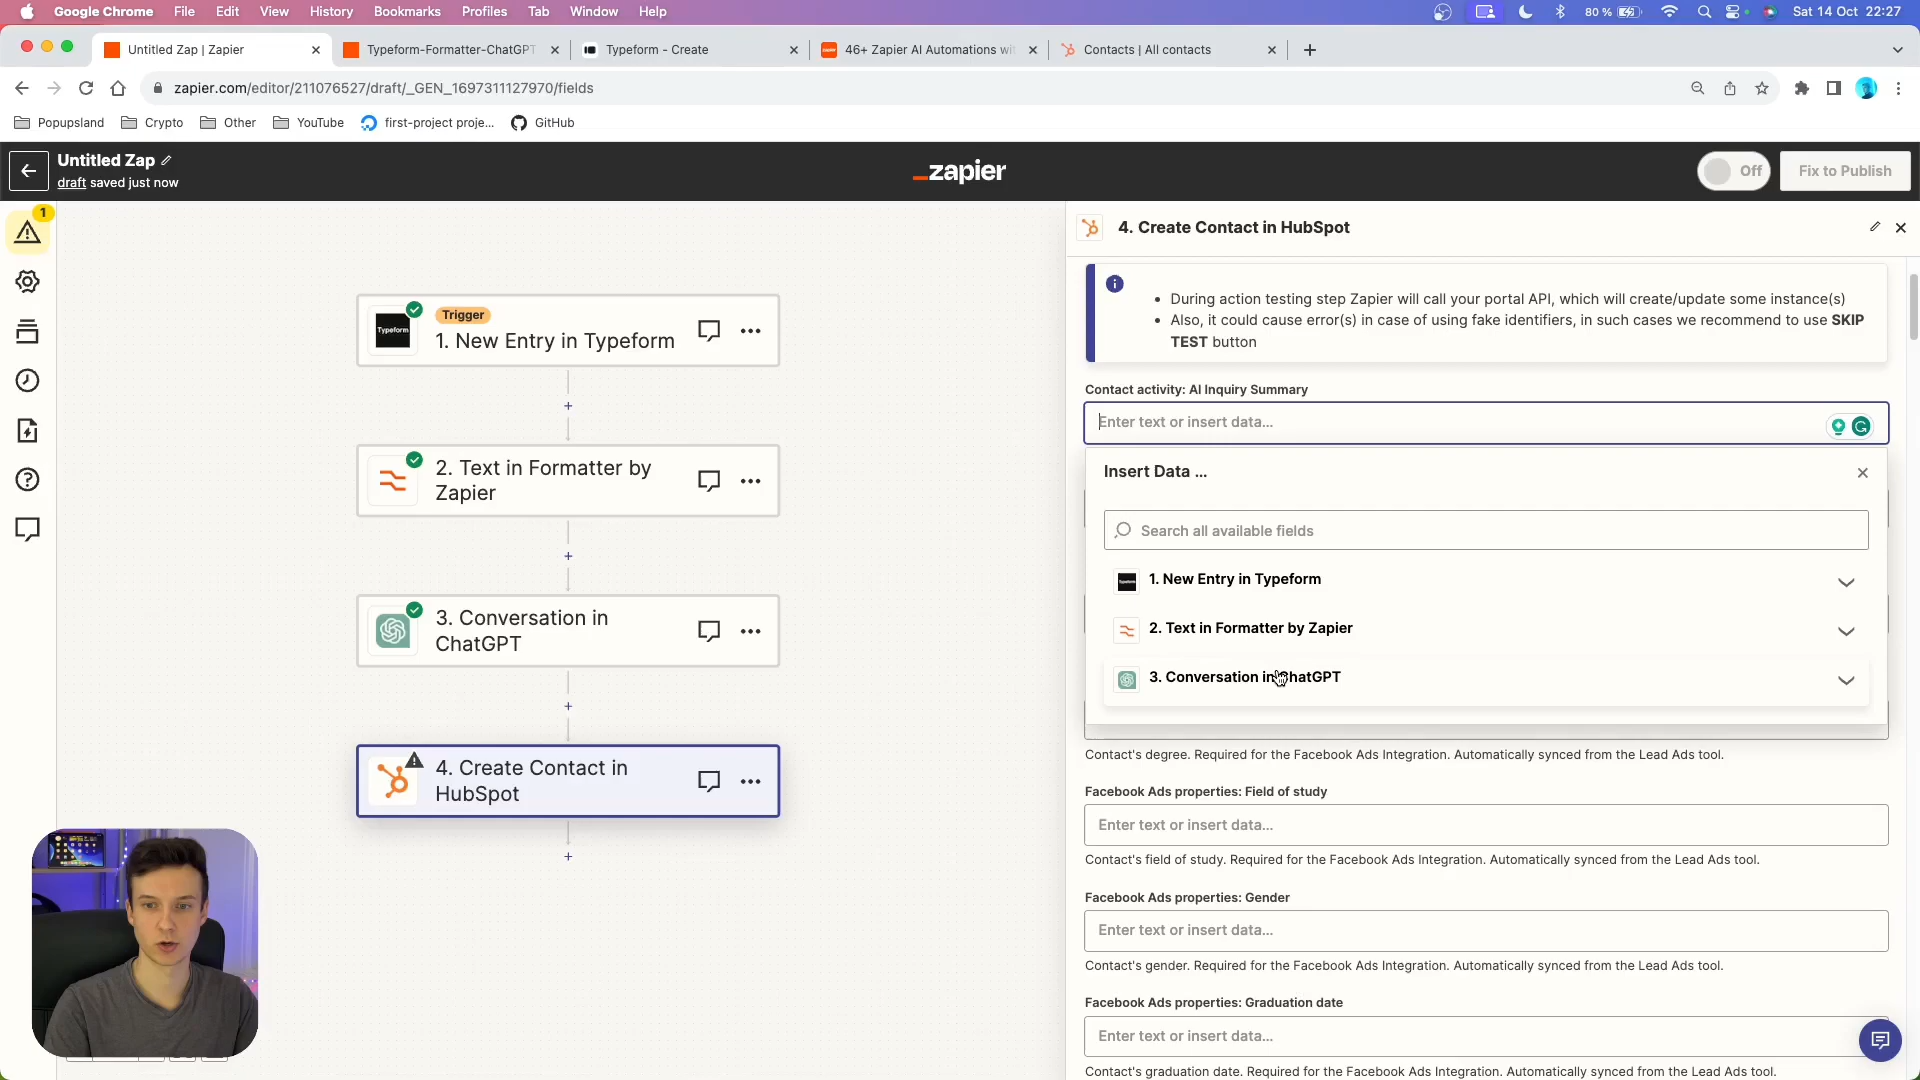 Google Chrome File Edit View History Bookmarks Profiles Tab Window Help 80 % Sat 14 Oct 22:27
Untitled Zap | Zapier
Typeform-Formatter-ChatGPT
Typeform - Create
46+ Zapier AI Automations wi
Contacts | All contacts
zapier.com/editor/211076527/draft/_GEN_1697311127970/fields
Popupsland Crypto Other YouTube first-project proje... GitHub
Untitled Zap
draft saved just now
zapier
Off
Fix to Publish
1
Typeform
Trigger
1. New Entry in Typeform
2. Text in Formatter by
Zapier
3. Conversation in
ChatGPT
4. Create Contact in
HubSpot
4. Create Contact in HubSpot
• During action testing step Zapier will call your portal API, which will create/update some instance(s)
• Also, it could cause error(s) in case of using fake identifiers, in such cases we recommend to use SKIP
TEST button
Contact activity: AI Inquiry Summary
Enter text or insert data...
Insert Data ...
Search all available fields
1. New Entry in Typeform
2. Text in Formatter by Zapier
3. Conversation in ChatGPT
Contact's degree. Required for the Facebook Ads Integration. Automatically synced from the Lead Ads tool.
Facebook Ads properties: Field of study
Enter text or insert data...
Contact's field of study. Required for the Facebook Ads Integration. Automatically synced from the Lead Ads tool.
Facebook Ads properties: Gender
Enter text or insert data...
Contact's gender. Required for the Facebook Ads Integration. Automatically synced from the Lead Ads tool.
Facebook Ads properties: Graduation date
Enter text or insert data...
Contact's graduation date. Required for the Facebook Ads Integration. Automatically synced from the Lead Ads tool.